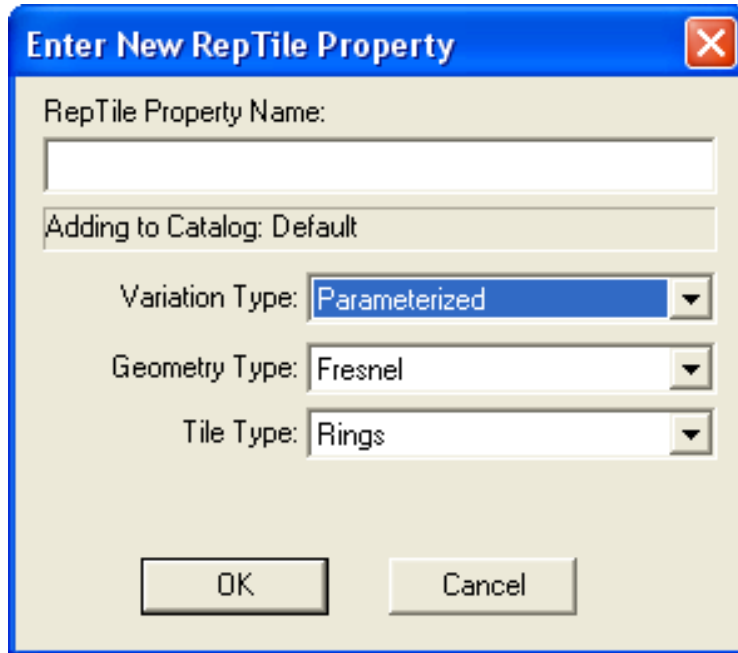 Enter New RepTile Property
RepTile Property Name:
Adding to Catalog: Default
Variation Type: Parameterized
Geometry Type: Fresnel
Tile Type: Rings
OK Cancel